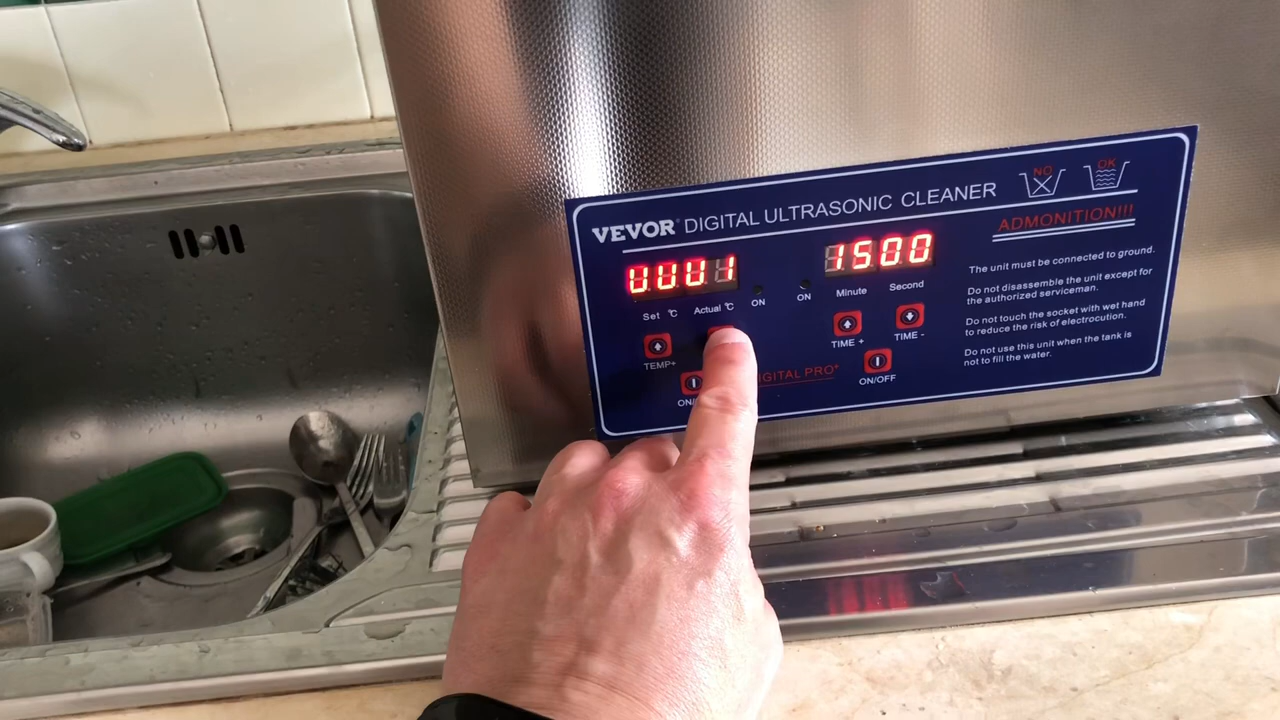 NO
OK
VEVOR® DIGITAL ULTRASONIC CLEANER
ADMONITION!!!
1500
Set ℃
Actual ℃
ON
ON
Minute
Second
TEMP+
TIME +
TIME -
ON/OFF
IGITAL PRO
The unit must be connected to ground.
Do not disassemble the unit except for
the authorized serviceman.
Do not touch the socket with wet hand
to reduce the risk of electrocution.
Do not use this unit when the tank is
not to fill the water.